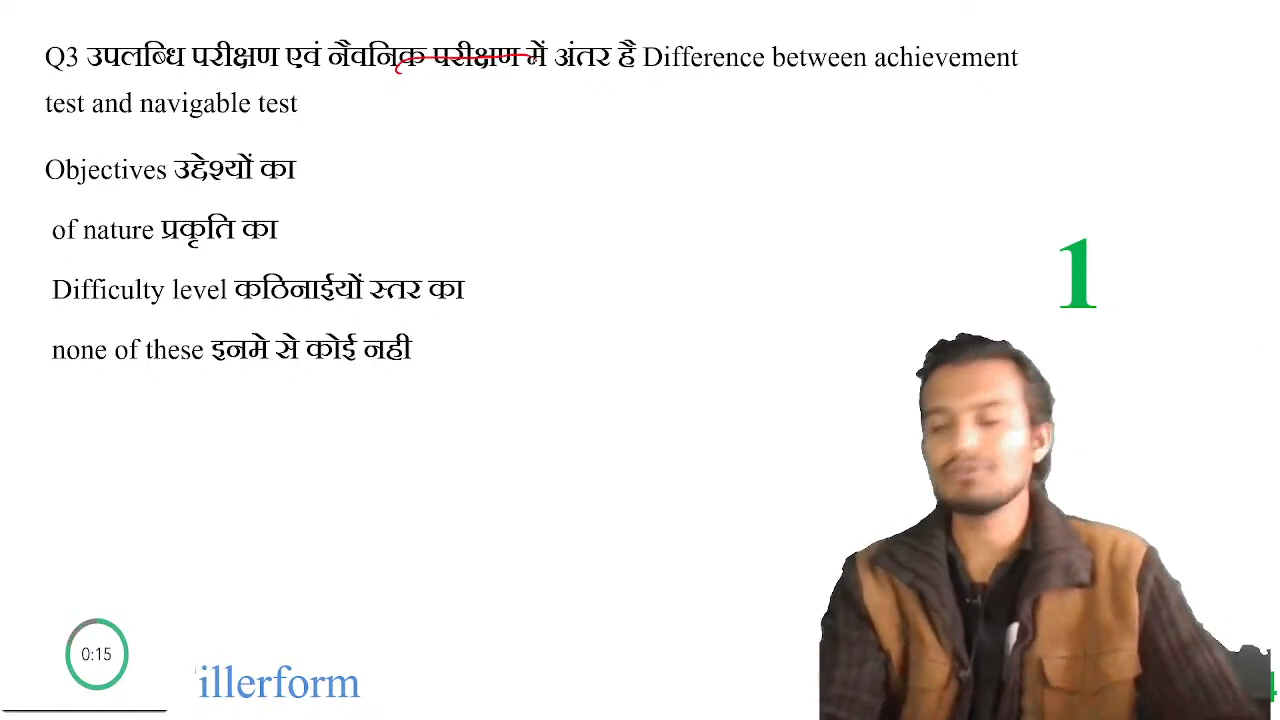 Q3 उपलब्धि परीक्षण एवं नैवनिक परीक्षण में अंतर है Difference between achievement
test and navigable test
Objectives उद्देश्यों का
of nature प्रकृति का
Difficulty level कठिनाईयों स्तर का
none of these इनमे से कोई नही
1
0:15
illerform